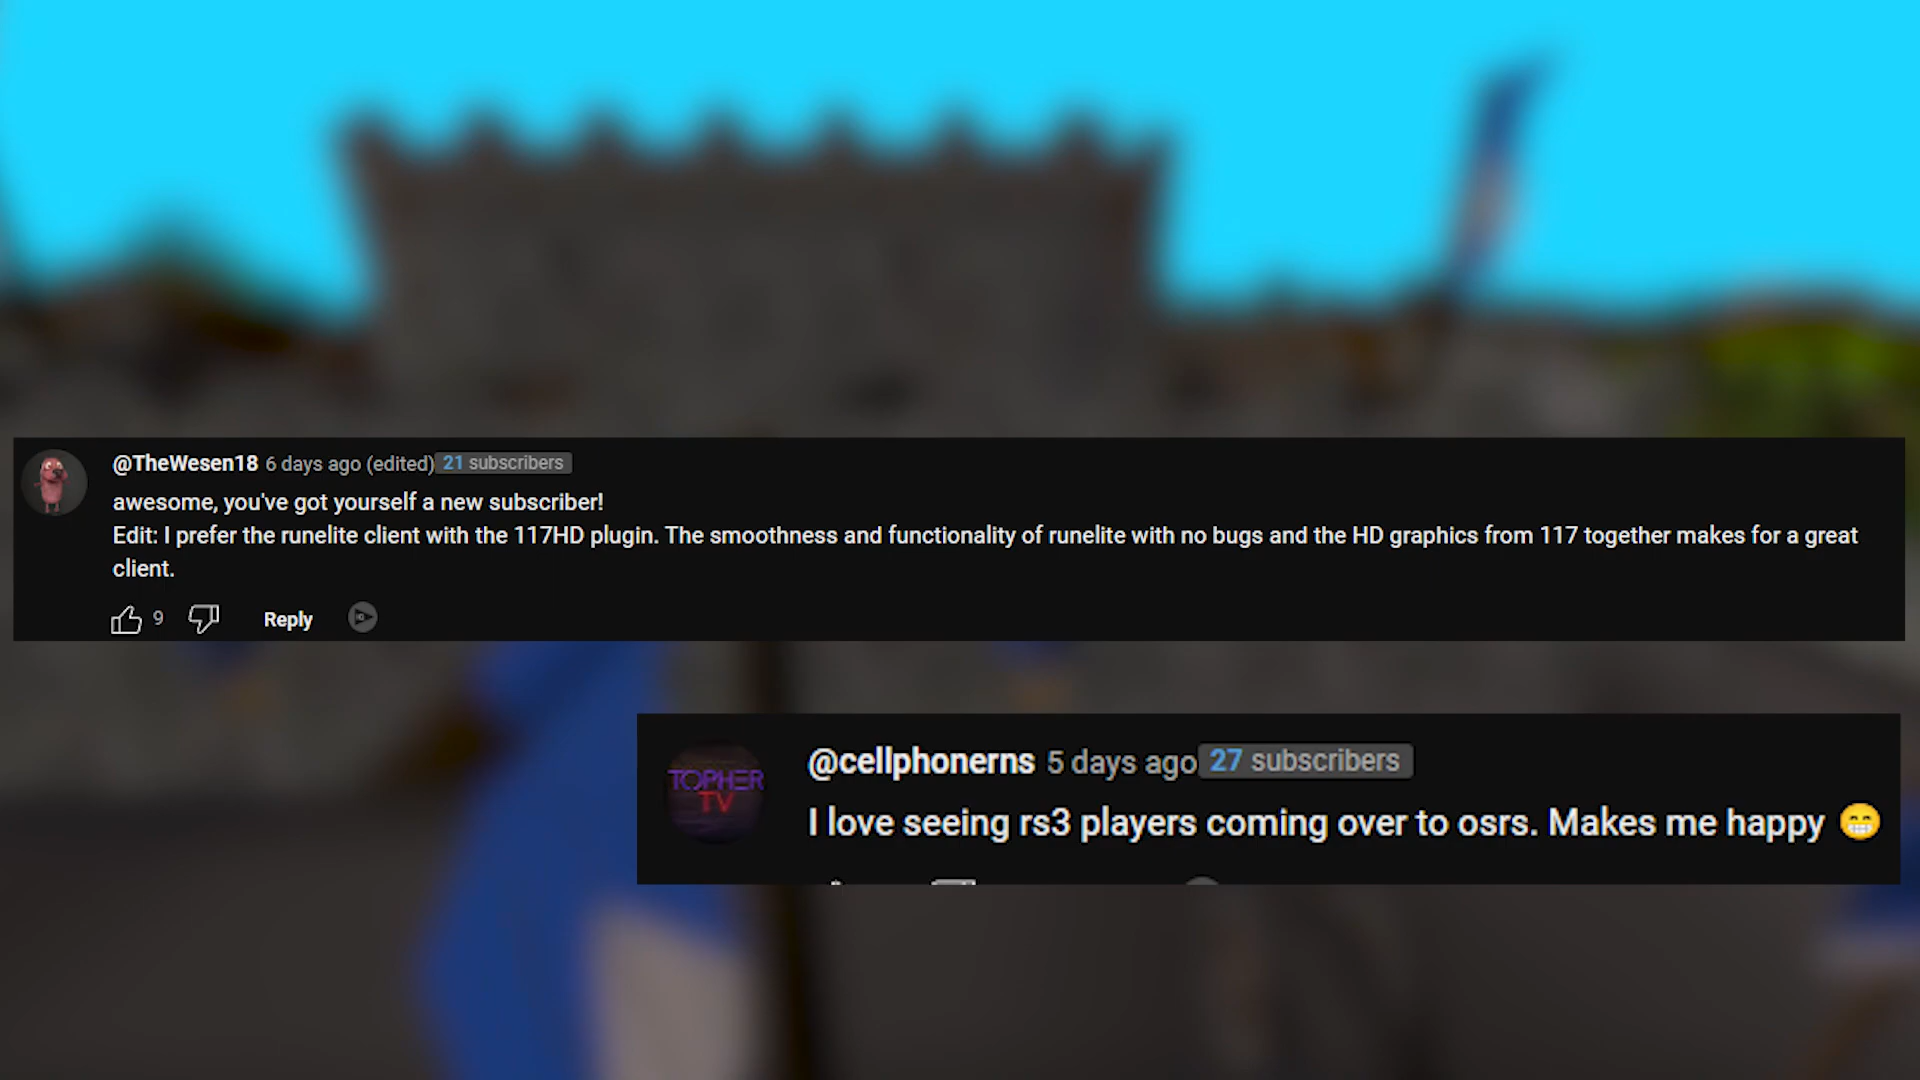 @TheWesen18 6 days ago (edited) 21 subscribers
awesome, you've got yourself a new subscriber!
Edit: I prefer the runelite client with the 117HD plugin. The smoothness and functionality of runelite with no bugs and the HD graphics from 117 together makes for a great
client.
9 Reply
TOPHER
TV
@cellphonerns 5 days ago 27 subscribers
I love seeing rs3 players coming over to osrs. Makes me happy 😁